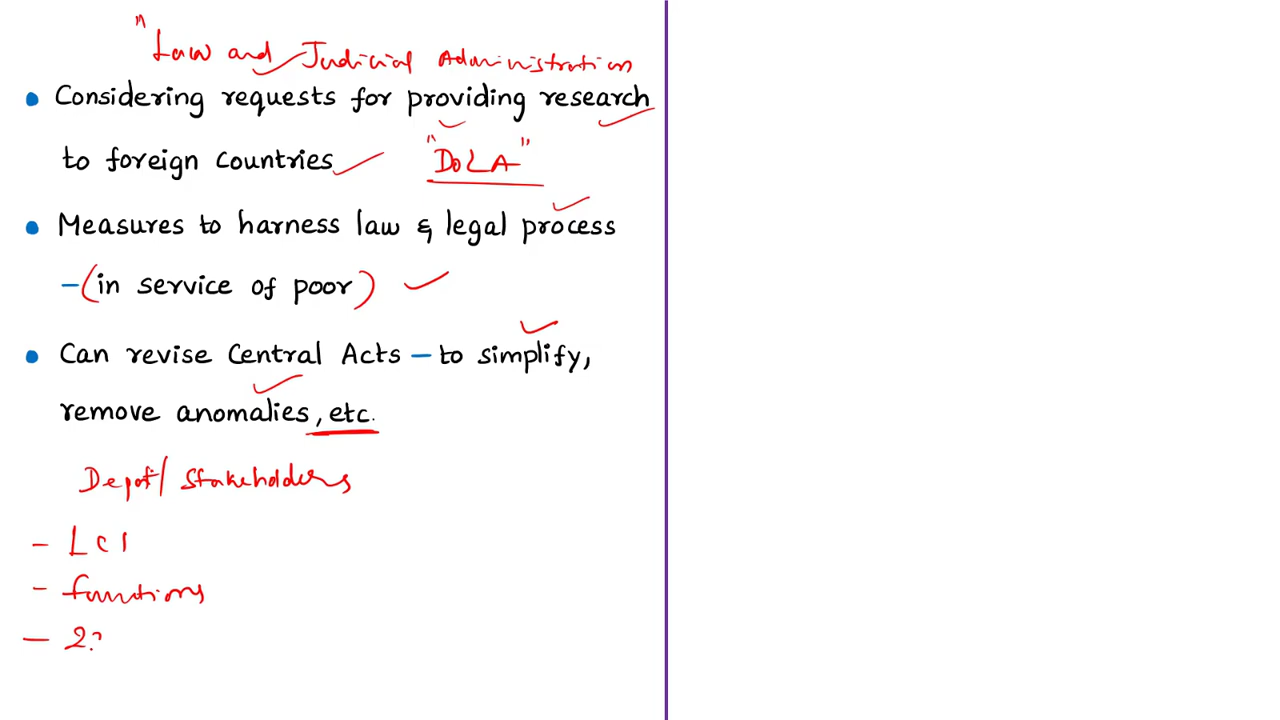 "Law and Judicial Administration
• Considering requests for providing research
to foreign Countries "DoLA"
• Measures to harness law & legal process
-(in service of poor)
• Can revise Central Acts - to simplify,
remove anomalies, etc.
Dept/ Stakeholders
- LCI
- functions